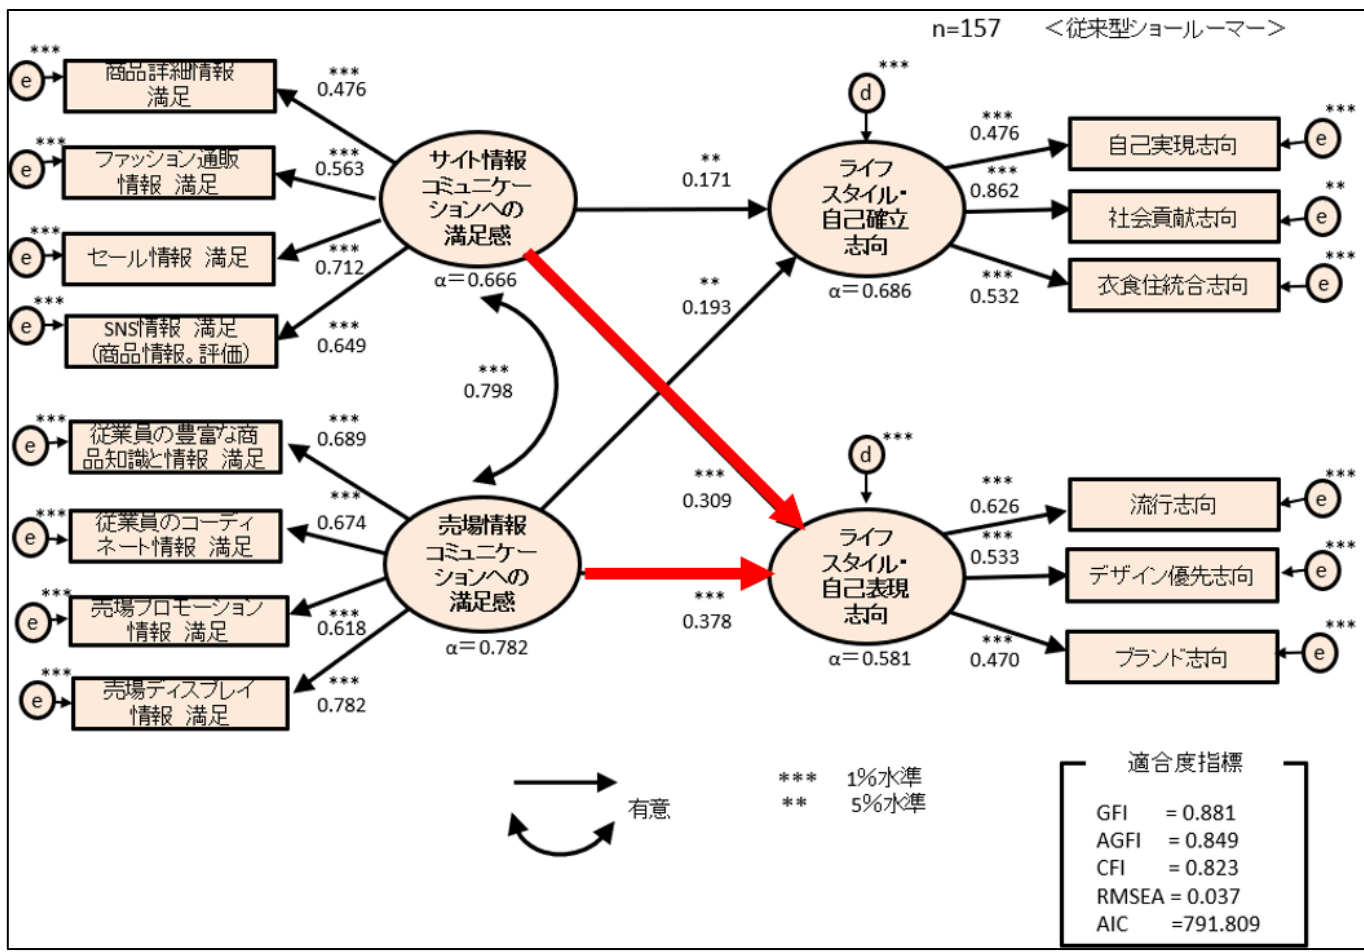 n=157 <従来型ショールーマー>
***
e
商品詳細情報
満足
***
0.476
***
e
ファッション通販
情報 満足
***
0.563
***
e
セール情報 満足
***
0.712
***
e
SNS情報 満足
(商品情報。評価)
***
0.649
サイト情報
コミュニケー
ションへの
満足感
α=0.666
***
0.798
***
e
従業員の豊富な商
品知識と情報 満足
***
0.689
***
e
従業員のコーディ
ネート情報 満足
***
0.674
***
e
売場プロモーション
情報 満足
***
0.618
***
e
売場ディスプレイ
情報 満足
***
0.782
売場情報
コミュニケー
ションへの
満足感
α=0.782
**
0.171
**
0.193
***
0.309
***
0.378
***
d
ライフ
スタイル・
自己確立
志向
α=0.686
***
0.476
自己実現志向
***
e
***
0.862
社会貢献志向
**
e
***
0.532
衣食住統合志向
***
e
***
d
ライフ
スタイル・
自己表現
志向
α=0.581
***
0.626
流行志向
***
e
***
0.533
デザイン優先志向
***
e
***
0.470
ブランド志向
***
e
有意
*** 1%水準
** 5%水準
適合度指標
GFI = 0.881
AGFI = 0.849
CFI = 0.823
RMSEA = 0.037
AIC =791.809